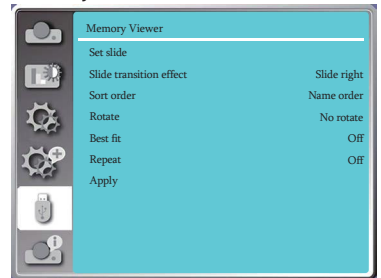 Memory Viewer
Set slide
Slide transition effect Slide right
Sort order Name order
Rotate No rotate
Best fit Off
Repeat Off
Apply